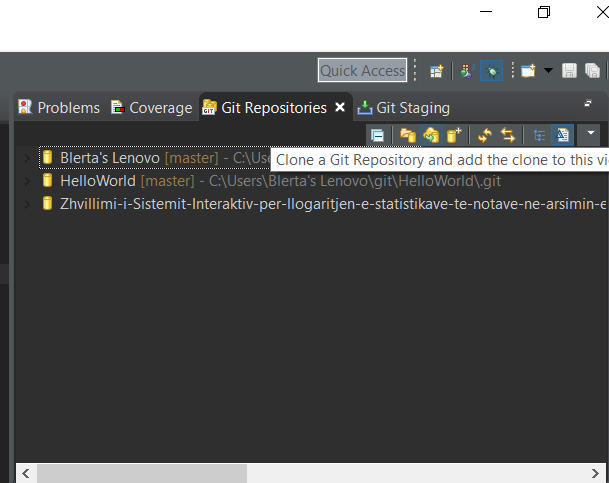 Quick Access
Problems Coverage Git Repositories Git Staging
Blerta's Lenovo [master] - C:\Use
Clone a Git Repository and add the clone to this vi
HelloWorld [master] - C:\Users\Blerta's Lenovo\git\HelloWorld\.git
Zhvillimi-i-Sistemit-Interaktiv-per-llogaritjen-e-statistikave-te-notave-ne-arsimin-e